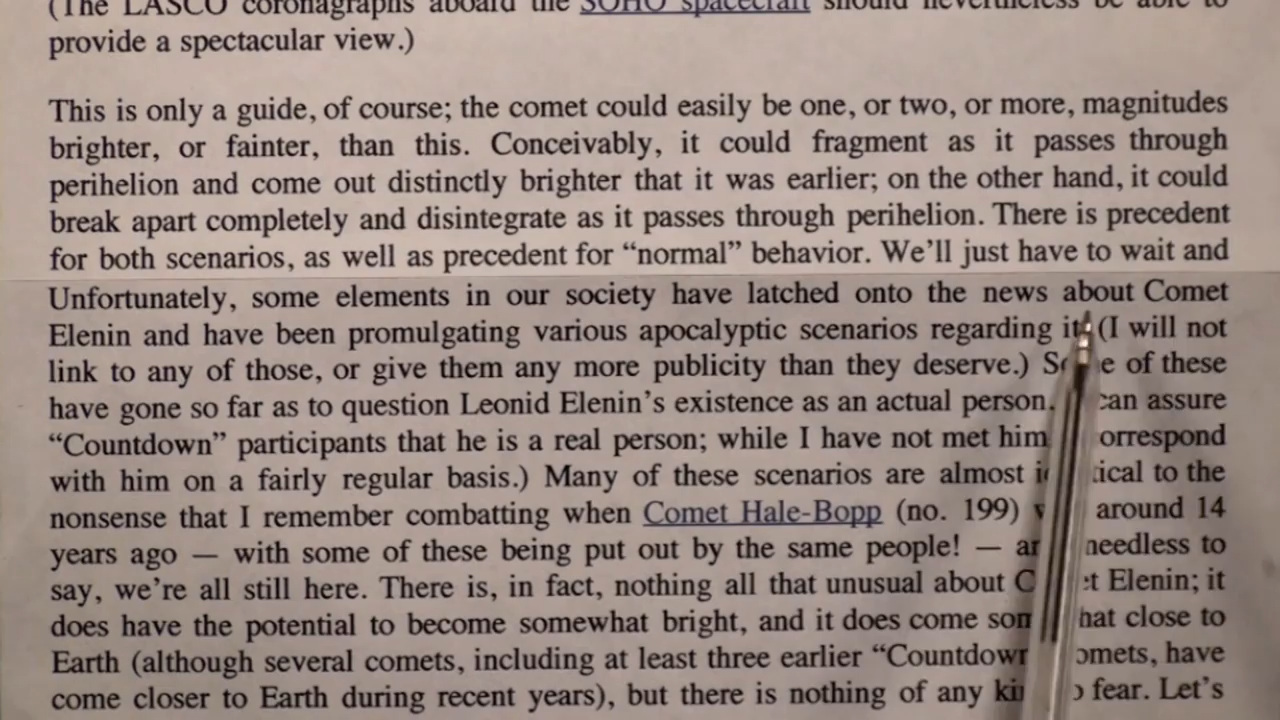 (The LASCO coronagraphs aboard the SOHO spacecraft should nevertheless be able to
provide a spectacular view.)
This is only a guide, of course; the comet could easily be one, or two, or more, magnitudes
brighter, or fainter, than this. Conceivably, it could fragment as it passes through
perihelion and come out distinctly brighter that it was earlier; on the other hand, it could
break apart completely and disintegrate as it passes through perihelion. There is precedent
for both scenarios, as well as precedent for “normal” behavior. We’ll just have to wait and
Unfortunately, some elements in our society have latched onto the news about Comet
Elenin and have been promulgating various apocalyptic scenarios regarding it. (I will not
link to any of those, or give them any more publicity than they deserve.) Some of these
have gone so far as to question Leonid Elenin’s existence as an actual person. can assure
“Countdown” participants that he is a real person; while I have not met him correspond
with him on a fairly regular basis.) Many of these scenarios are almost identical to the
nonsense that I remember combatting when Comet Hale-Bopp (no. 199) around 14
years ago — with some of these being put out by the same people! — and needless to
say, we’re all still here. There is, in fact, nothing all that unusual about Comet Elenin; it
does have the potential to become somewhat bright, and it does come somewhat close to
Earth (although several comets, including at least three earlier “Countdown” comets, have
come closer to Earth during recent years), but there is nothing of any kind to fear. Let’s